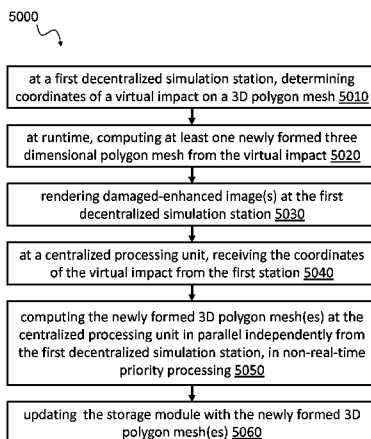 5000
at a first decentralized simulation station, determining
coordinates of a virtual impact on a 3D polygon mesh 5010
at runtime, computing at least one newly formed three
dimensional polygon mesh from the virtual impact 5020
rendering damaged-enhanced image(s) at the first
decentralized simulation station 5030
at a centralized processing unit, receiving the coordinates
of the virtual impact from the first station 5040
computing the newly formed 3D polygon mesh(es) at the
centralized processing unit in parallel independently from
the first decentralized simulation station, in non-real-time
priority processing 5050
updating the storage module with the newly formed 3D
polygon mesh(es) 5060